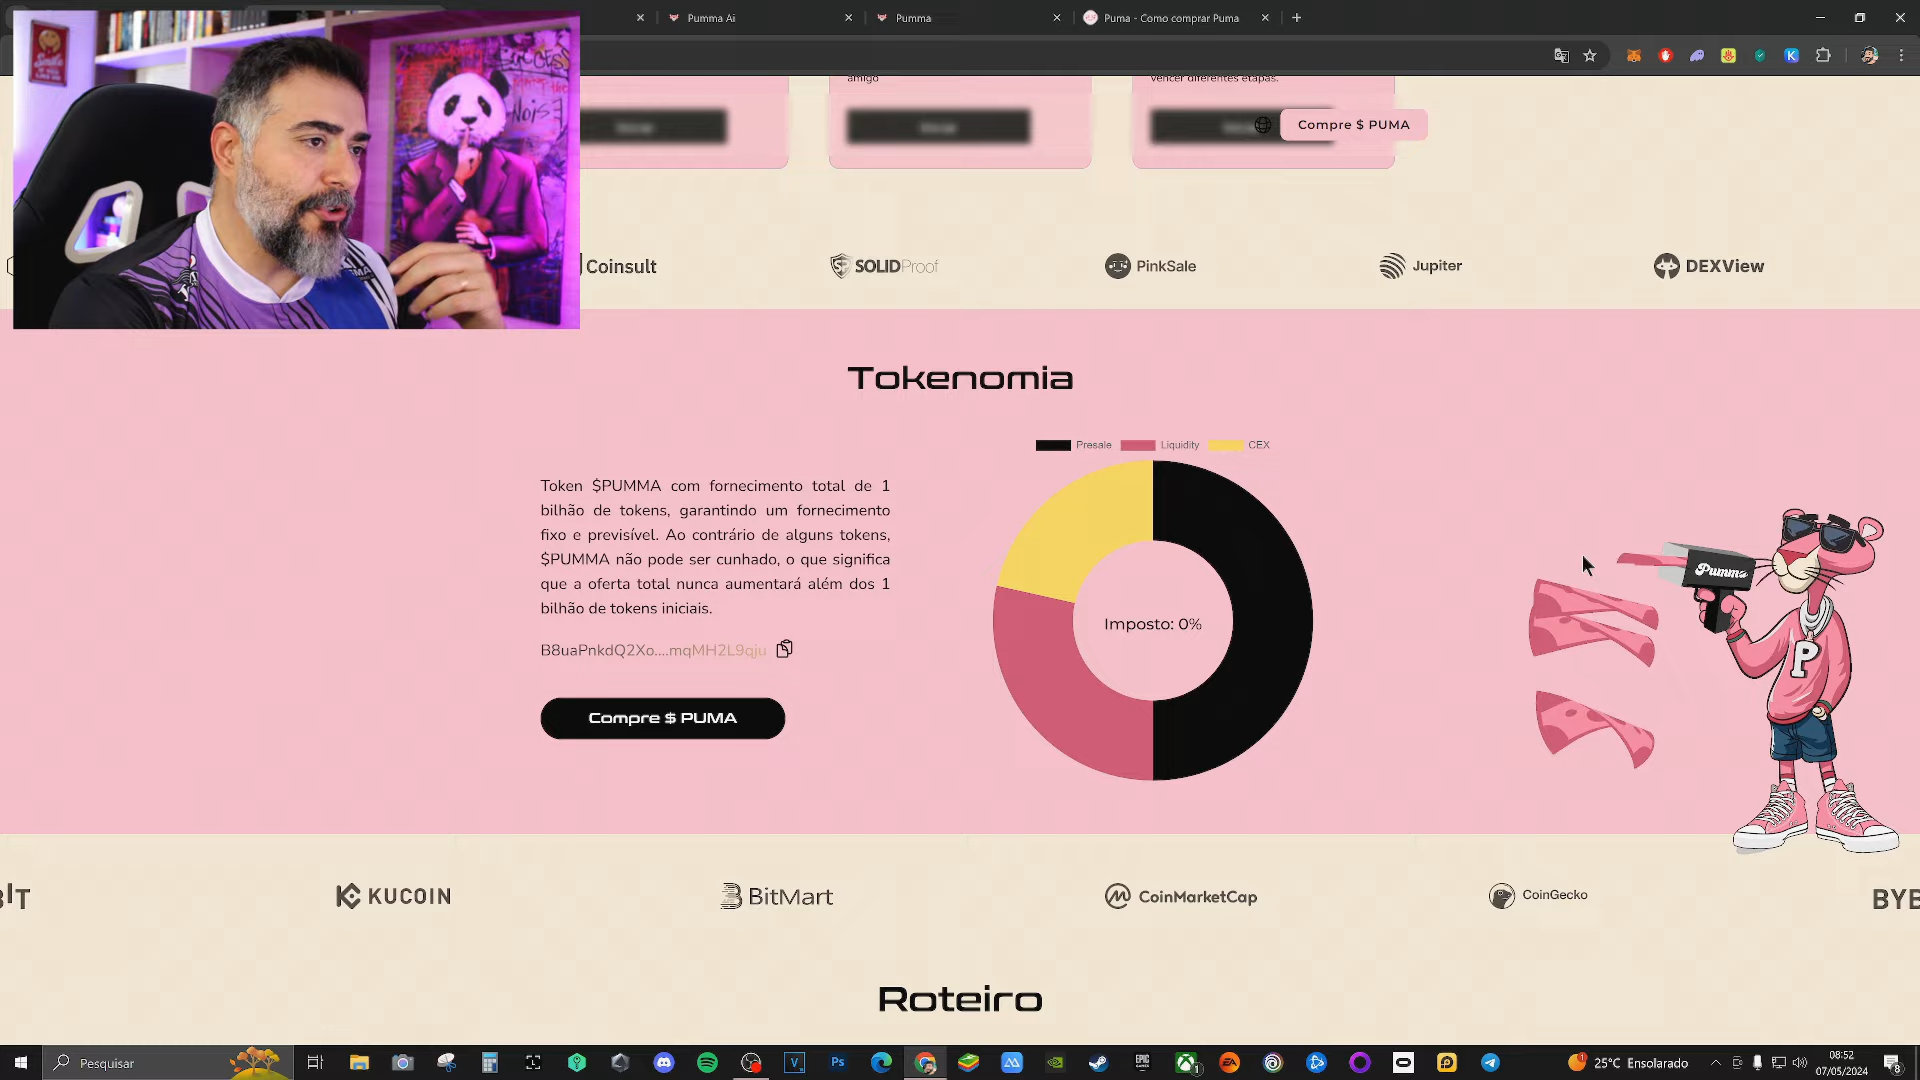 Pumma Ai
Pumma
Puma - Como comprar Puma
amigo
vencer diferentes etapas.
Compre $ PUMA
Coinsult
SOLIDProof
PinkSale
Jupiter
DEXView
Tokenomia
Presale
Liquidity
CEX
Token $PUMMA com fornecimento total de 1
bilhão de tokens, garantindo um fornecimento
fixo e previsível. Ao contrário de alguns tokens,
$PUMMA não pode ser cunhado, o que significa
que a oferta total nunca aumentará além dos 1
bilhão de tokens iniciais.
B8uaPnkdQ2Xo....mqMH2L9qju
Compre $ PUMA
Imposto: 0%
Pumma
P
KUCOIN
BitMart
CoinMarketCap
CoinGecko
BYB
Roteiro
Pesquisar
25°C Ensolarado
08:52
07/05/2024